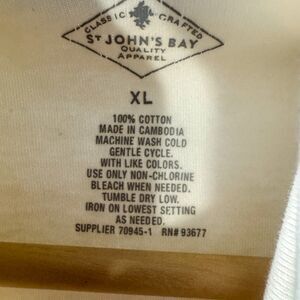 CLASSIC CRAFTED
ST JOHN'S BAY
QUALITY
APPAREL
XL
100% COTTON
MADE IN CAMBODIA
MACHINE WASH COLD
GENTLE CYCLE.
WITH LIKE COLORS.
USE ONLY NON-CHLORINE
BLEACH WHEN NEEDED.
TUMBLE DRY LOW.
IRON ON LOWEST SETTING
AS NEEDED.
SUPPLIER 70945-1 RN# 93677